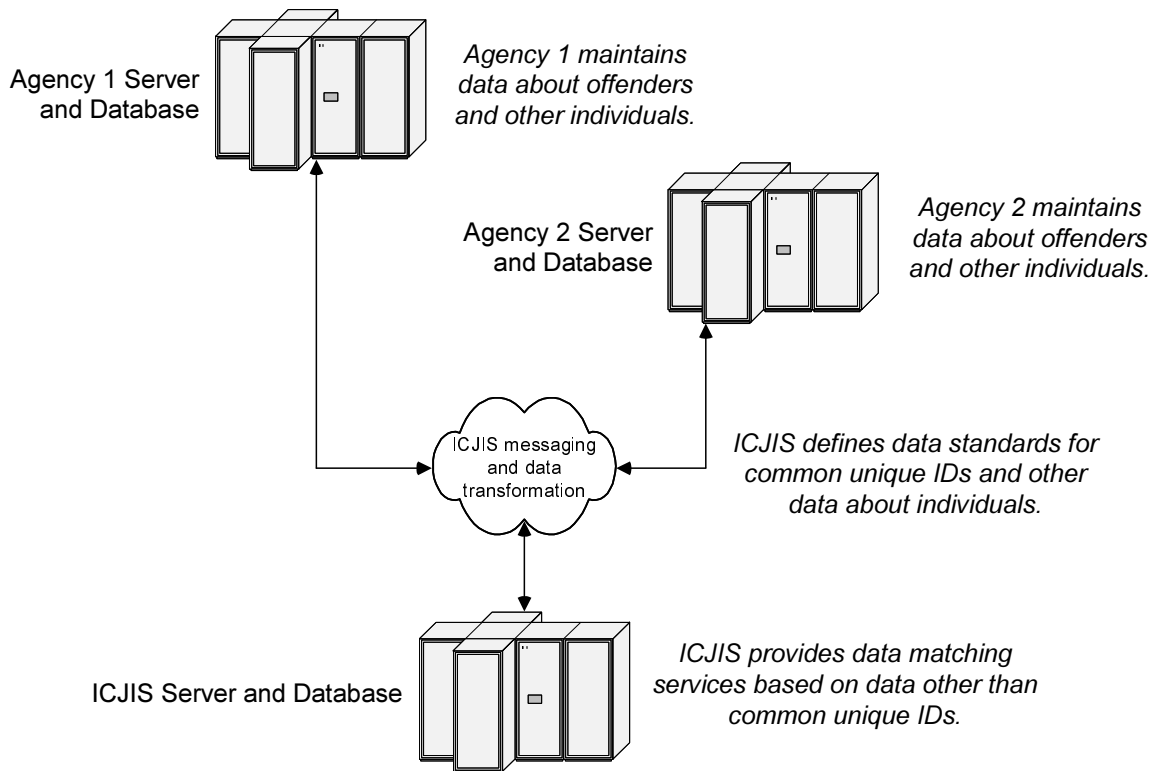 Agency 1 Server
and Database
Agency 1 maintains
data about offenders
and other individuals.
Agency 2 Server
and Database
Agency 2 maintains
data about offenders
and other individuals.
ICJIS messaging
and data
transformation
ICJIS defines data standards for
common unique IDs and other
data about individuals.
ICJIS Server and Database
ICJIS provides data matching
services based on data other than
common unique IDs.